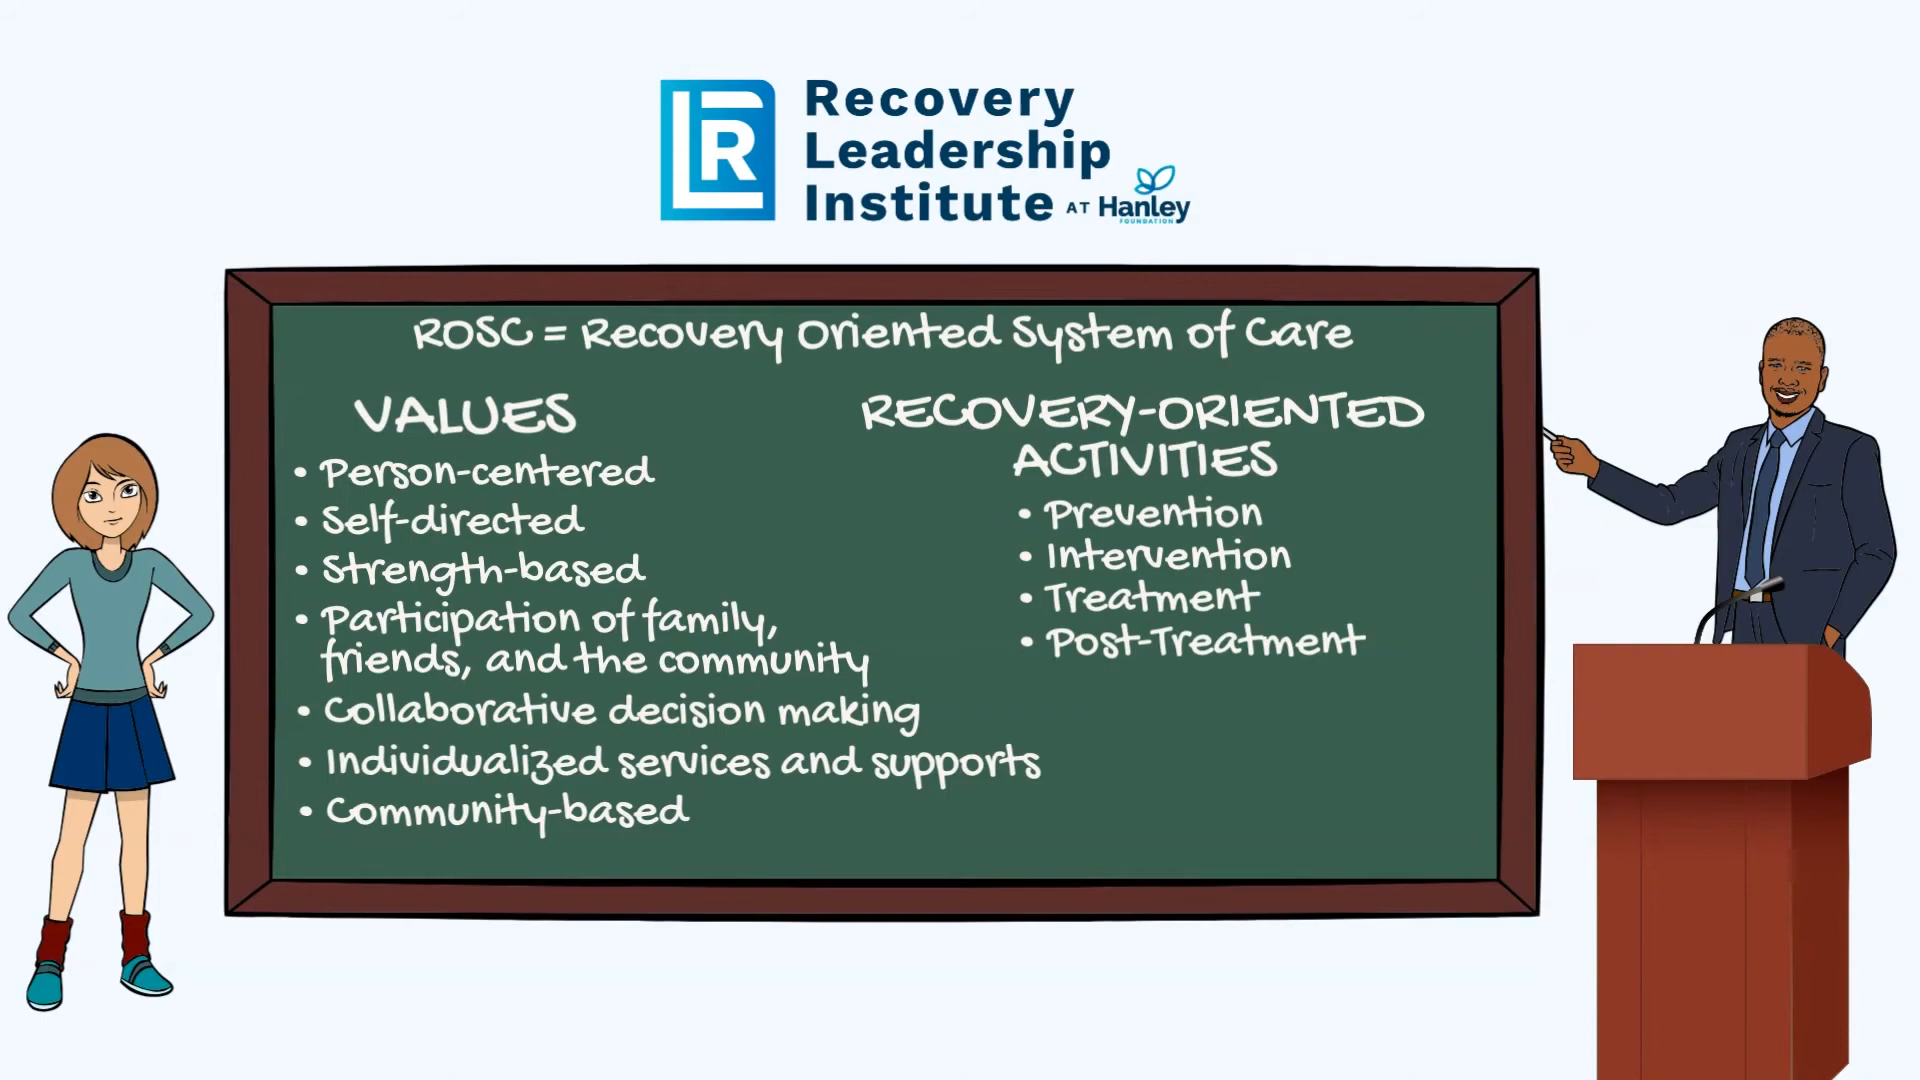 LR
Recovery
Leadership
Institute AT Hanley
FOUNDATION
ROSC = Recovery Oriented System of Care
VALUES
• Person-centered
• Self-directed
• Strength-based
• Participation of family,
friends, and the community
• Collaborative decision making
• Individualized services and supports
• Community-based
RECOVERY-ORIENTED
ACTIVITIES
• Prevention
• Intervention
• Treatment
• Post-Treatment